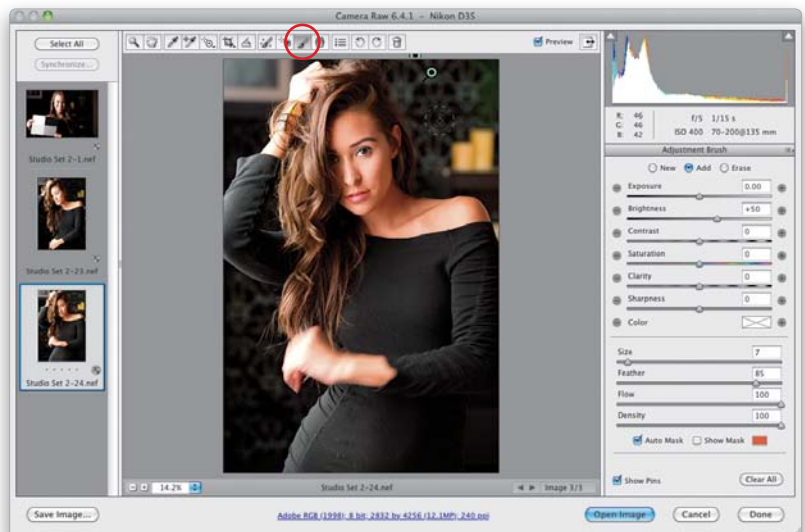 Camera Raw 6.4.1 – Nikon D3S
Select All
Synchronize...
Preview
Studio Set 2-1.nef
Studio Set 2-23.nef
Studio Set 2-24.nef
R: 46
G: 46
B: 42
f/5 1/15 s
ISO 400 70-200@135 mm
Adjustment Brush
New Add Erase
Exposure 0.00
Brightness +50
Contrast 0
Saturation 0
Clarity 0
Sharpness 0
Color
Size 7
Feather 85
Flow 100
Density 100
Auto Mask Show Mask
Show Pins Clear All
14.2% Studio Set 2-24.nef Image 3/3
Save Image... Adobe RGB (1998); 8 bit; 2832 by 4256 (12.1MP); 240 ppi Open Image Cancel Done